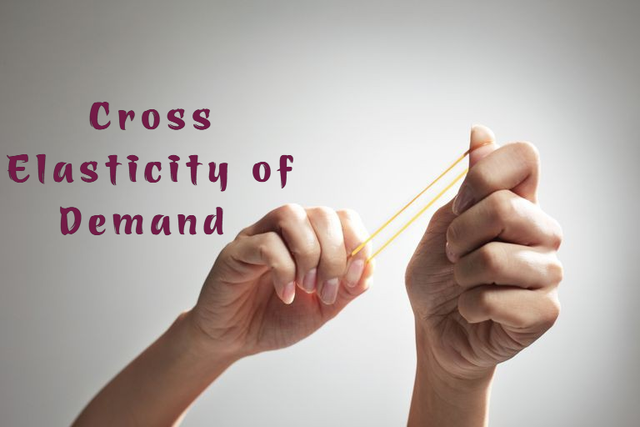 Cross
Elasticity of
Demand